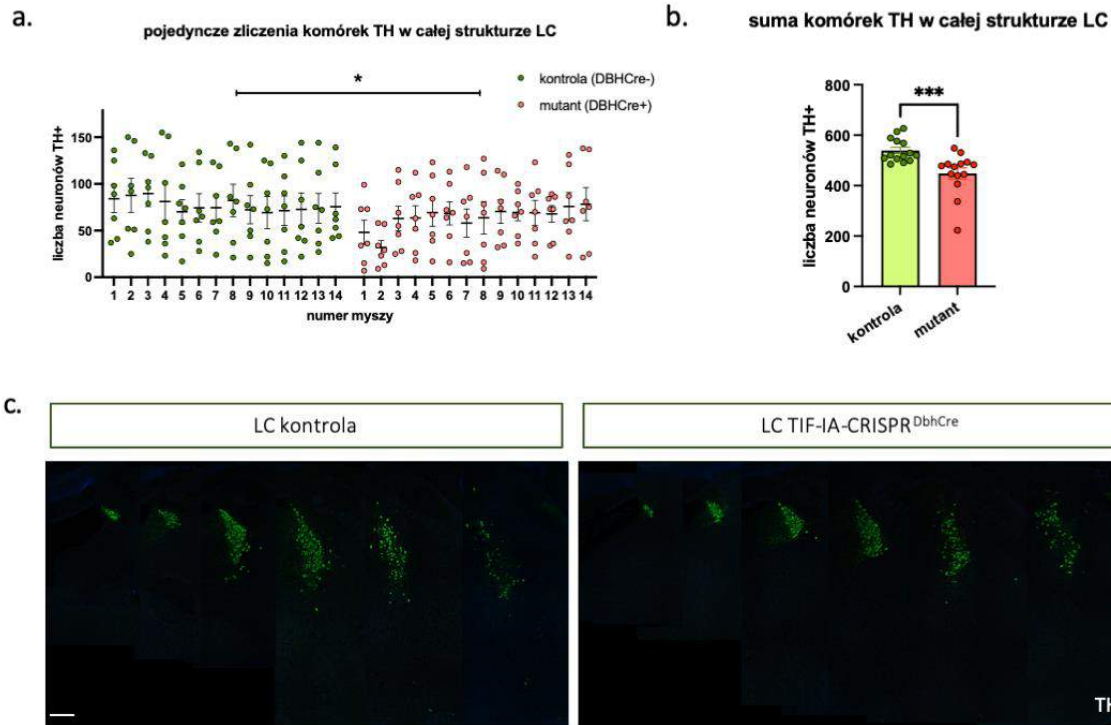 a.
pojedyncze zliczenia komórek TH w całej strukturze LC
*
kontrola (DBHCre-)
mutant (DBHCre+)
liczba neuronów TH+
150
100
50
0
1 2 3 4 5 6 7 8 9 10 11 12 13 14 1 2 3 4 5 6 7 8 9 10 11 12 13 14
numer myszy
b.
suma komórek TH w całej strukturze LC
***
liczba neuronów TH+
800
600
400
200
0
kontrola
mutant
c.
LC kontrola
LC TIF-IA-CRISPRDbhCre
TH